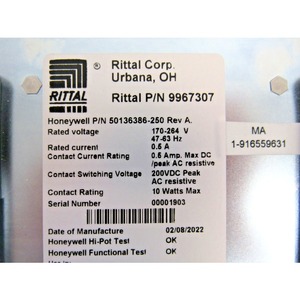 Rittal Corp.
Urbana, OH
RITTAL
Rittal P/N 9967307
Honeywell P/N 50136386-250 Rev A.
Rated voltage 170-264 V
47-63 Hz
Rated current 0.5 A
Contact Current Rating 0.5 Amp. Max DC
/peak AC resistive
Contact Switching Voltage 200VDC Peak
AC resistive
Contact Rating 10 Watts Max
Serial Number 00001903
MA
1-916559631
Date of Manufacture 02/08/2022
Honeywell Hi-Pot Test OK
Honeywell Functional Test OK